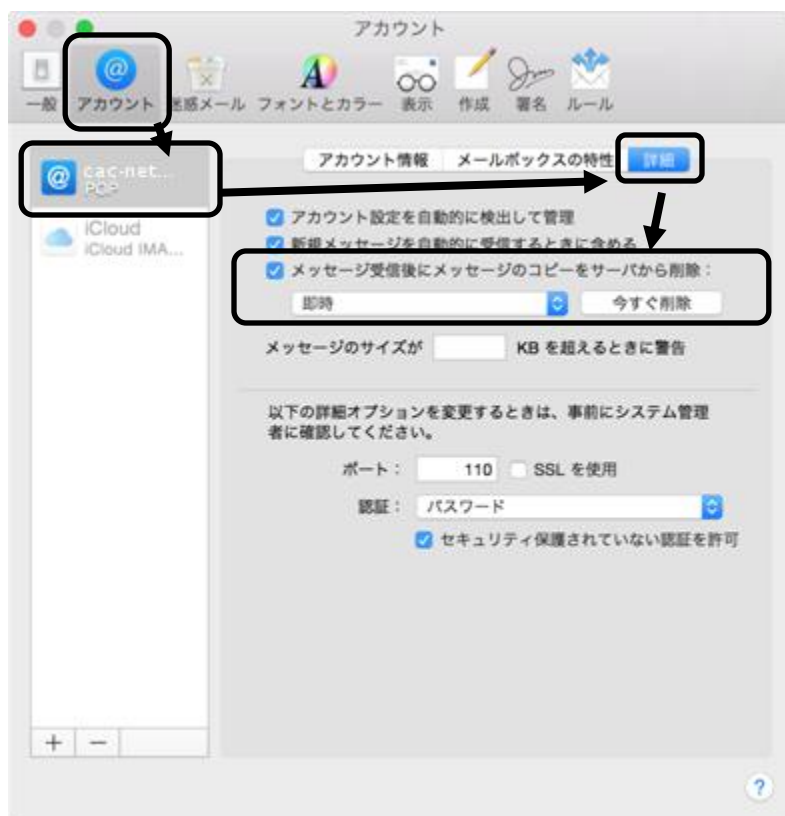 アカウント
一般 アカウント 迷惑メール フォントとカラー 表示 作成 署名 ルール
cac-net...
POP
iCloud
iCloud IMA...
アカウント情報 メールボックスの特性 詳細
アカウント設定を自動的に検出して管理
新規メッセージを自動的に受信するときに含める
メッセージ受信後にメッセージのコピーをサーバから削除：
即時 今すぐ削除
メッセージのサイズが KB を超えるときに警告
以下の詳細オプションを変更するときは、事前にシステム管理
者に確認してください。
ポート： 110 SSL を使用
認証： パスワード
セキュリティ保護されていない認証を許可
+ −
?